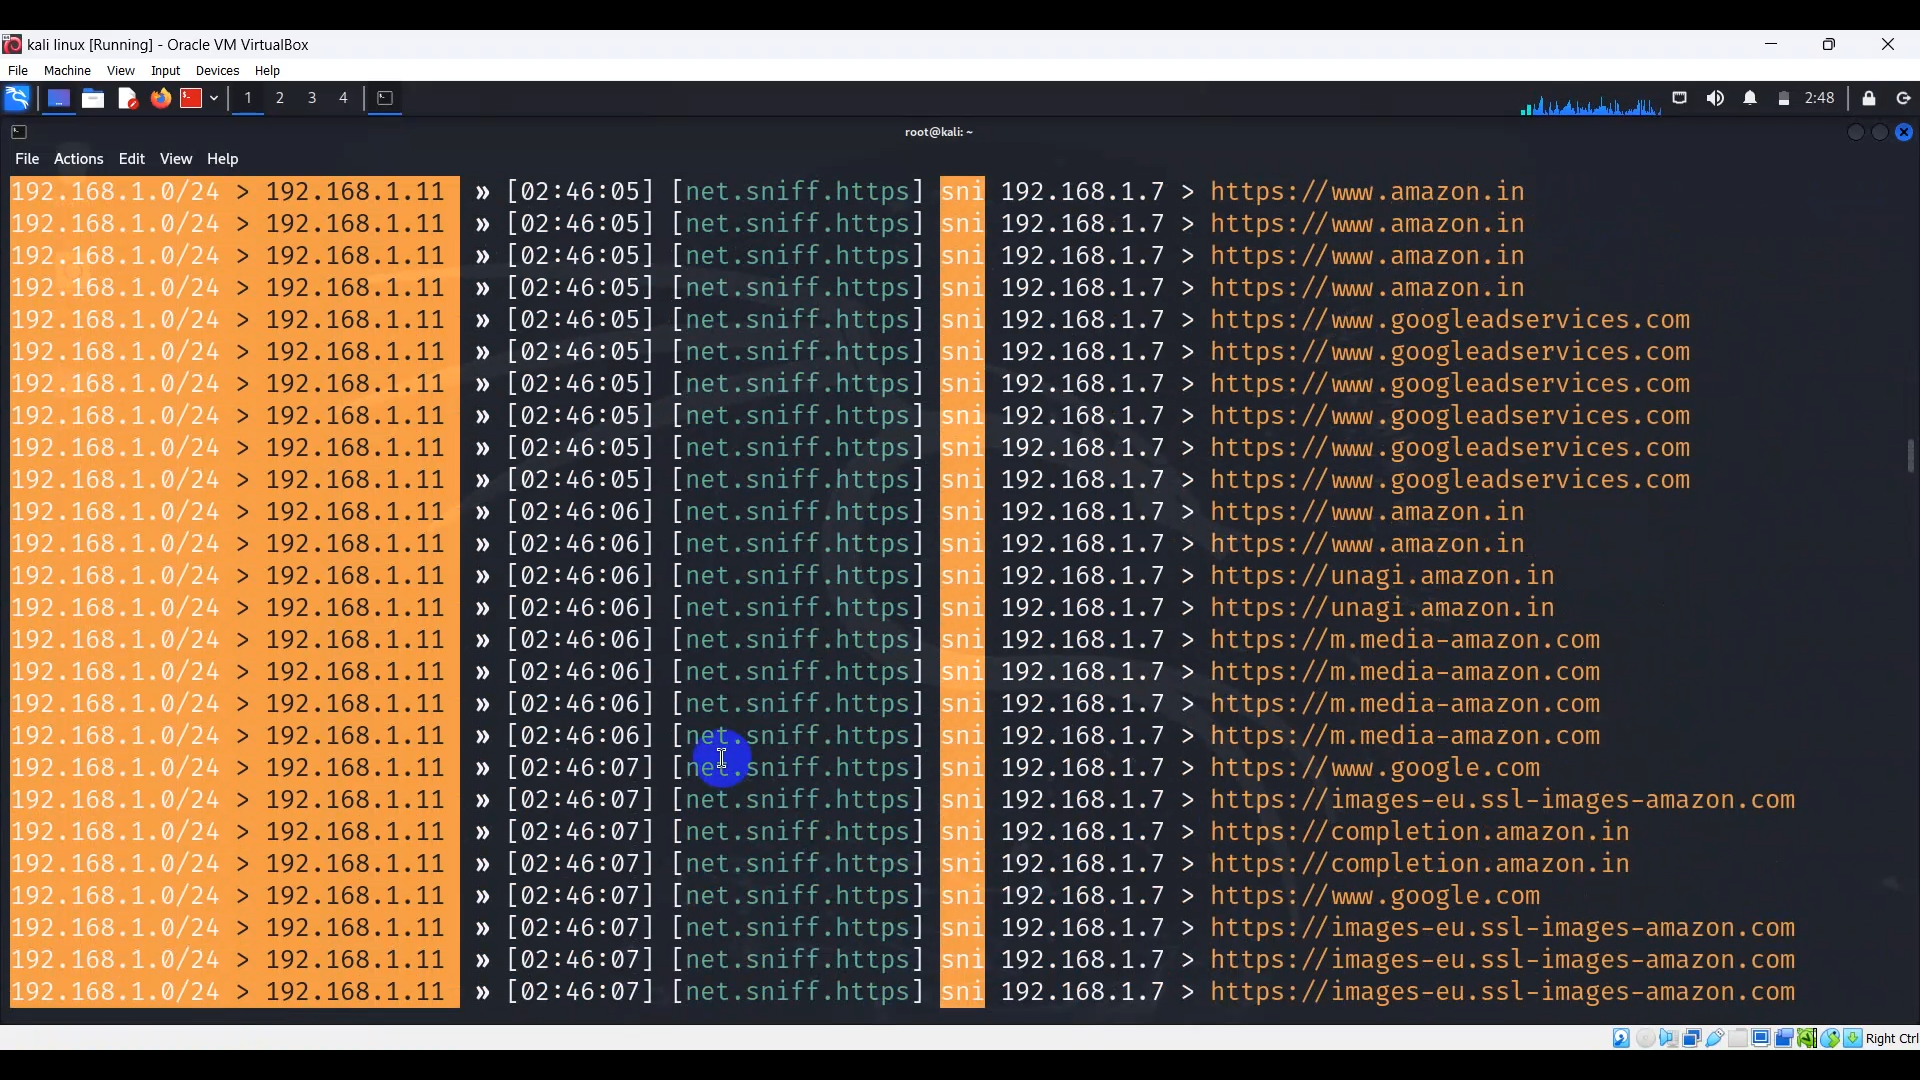 kali linux [Running] - Oracle VM VirtualBox
File Machine View Input Devices Help
1 2 3 4 2:48
root@kali: ~
File Actions Edit View Help
192.168.1.0/24 > 192.168.1.11 » [02:46:05] [net.sniff.https] sni 192.168.1.7 > https://www.amazon.in
192.168.1.0/24 > 192.168.1.11 » [02:46:05] [net.sniff.https] sni 192.168.1.7 > https://www.amazon.in
192.168.1.0/24 > 192.168.1.11 » [02:46:05] [net.sniff.https] sni 192.168.1.7 > https://www.amazon.in
192.168.1.0/24 > 192.168.1.11 » [02:46:05] [net.sniff.https] sni 192.168.1.7 > https://www.amazon.in
192.168.1.0/24 > 192.168.1.11 » [02:46:05] [net.sniff.https] sni 192.168.1.7 > https://www.googleadservices.com
192.168.1.0/24 > 192.168.1.11 » [02:46:05] [net.sniff.https] sni 192.168.1.7 > https://www.googleadservices.com
192.168.1.0/24 > 192.168.1.11 » [02:46:05] [net.sniff.https] sni 192.168.1.7 > https://www.googleadservices.com
192.168.1.0/24 > 192.168.1.11 » [02:46:05] [net.sniff.https] sni 192.168.1.7 > https://www.googleadservices.com
192.168.1.0/24 > 192.168.1.11 » [02:46:05] [net.sniff.https] sni 192.168.1.7 > https://www.googleadservices.com
192.168.1.0/24 > 192.168.1.11 » [02:46:05] [net.sniff.https] sni 192.168.1.7 > https://www.googleadservices.com
192.168.1.0/24 > 192.168.1.11 » [02:46:06] [net.sniff.https] sni 192.168.1.7 > https://www.amazon.in
192.168.1.0/24 > 192.168.1.11 » [02:46:06] [net.sniff.https] sni 192.168.1.7 > https://www.amazon.in
192.168.1.0/24 > 192.168.1.11 » [02:46:06] [net.sniff.https] sni 192.168.1.7 > https://unagi.amazon.in
192.168.1.0/24 > 192.168.1.11 » [02:46:06] [net.sniff.https] sni 192.168.1.7 > https://unagi.amazon.in
192.168.1.0/24 > 192.168.1.11 » [02:46:06] [net.sniff.https] sni 192.168.1.7 > https://m.media-amazon.com
192.168.1.0/24 > 192.168.1.11 » [02:46:06] [net.sniff.https] sni 192.168.1.7 > https://m.media-amazon.com
192.168.1.0/24 > 192.168.1.11 » [02:46:06] [net.sniff.https] sni 192.168.1.7 > https://m.media-amazon.com
192.168.1.0/24 > 192.168.1.11 » [02:46:06] [net.sniff.https] sni 192.168.1.7 > https://m.media-amazon.com
192.168.1.0/24 > 192.168.1.11 » [02:46:07] [net.sniff.https] sni 192.168.1.7 > https://www.google.com
192.168.1.0/24 > 192.168.1.11 » [02:46:07] [net.sniff.https] sni 192.168.1.7 > https://images-eu.ssl-images-amazon.com
192.168.1.0/24 > 192.168.1.11 » [02:46:07] [net.sniff.https] sni 192.168.1.7 > https://completion.amazon.in
192.168.1.0/24 > 192.168.1.11 » [02:46:07] [net.sniff.https] sni 192.168.1.7 > https://completion.amazon.in
192.168.1.0/24 > 192.168.1.11 » [02:46:07] [net.sniff.https] sni 192.168.1.7 > https://www.google.com
192.168.1.0/24 > 192.168.1.11 » [02:46:07] [net.sniff.https] sni 192.168.1.7 > https://images-eu.ssl-images-amazon.com
192.168.1.0/24 > 192.168.1.11 » [02:46:07] [net.sniff.https] sni 192.168.1.7 > https://images-eu.ssl-images-amazon.com
192.168.1.0/24 > 192.168.1.11 » [02:46:07] [net.sniff.https] sni 192.168.1.7 > https://images-eu.ssl-images-amazon.com
Right Ctrl